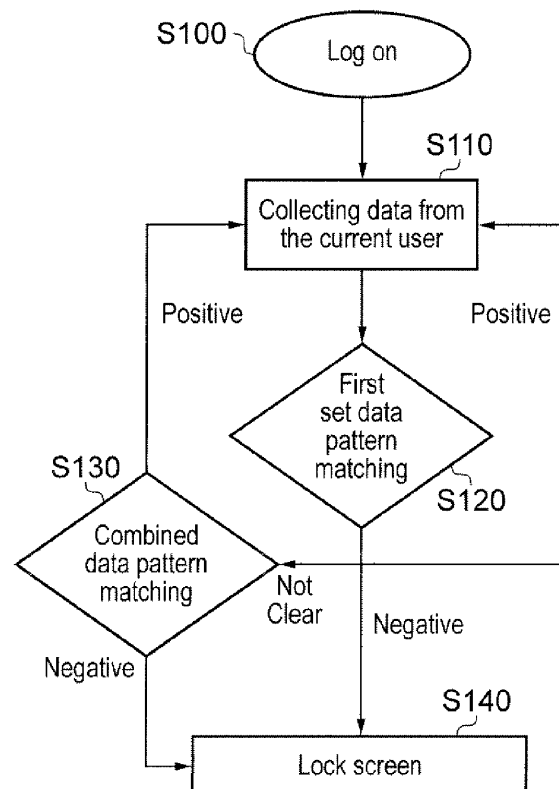 S100
Log on
S110
Collecting data from
the current user
Positive
Positive
First
set data
pattern
matching
S120
S130
Combined
data pattern
matching
Not
Clear
Negative
Negative
S140
Lock screen